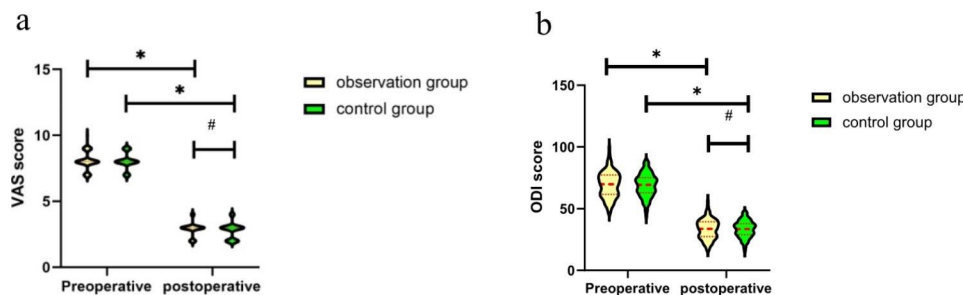 a
VAS score
15
10
5
0
*
*
#
Preoperative
postoperative
observation group
control group
b
ODI score
150
100
50
0
*
*
#
Preoperative
postoperative
observation group
control group